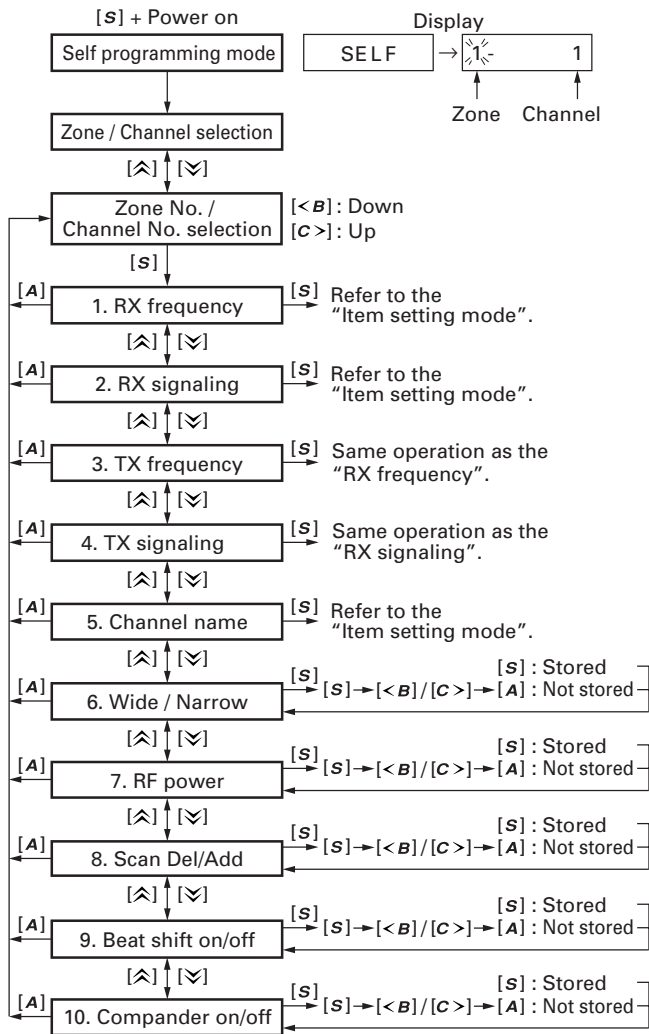 [S] + Power on
Display
Self programming mode
SELF → 1- 1
Zone Channel
Zone / Channel selection
[︽] [︾]
Zone No. /
Channel No. selection
[<B] : Down
[C>] : Up
[S]
[A] 1. RX frequency [S] Refer to the
"Item setting mode".
[︽] [︾]
[A] 2. RX signaling [S] Refer to the
"Item setting mode".
[︽] [︾]
[A] 3. TX frequency [S] Same operation as the
"RX frequency".
[︽] [︾]
[A] 4. TX signaling [S] Same operation as the
"RX signaling".
[︽] [︾]
[A] 5. Channel name [S] Refer to the
"Item setting mode".
[︽] [︾]
[S] : Stored
[A] 6. Wide / Narrow [S] [S]→[<B]/[C>]→[A] : Not stored
[︽] [︾]
[S] : Stored
[A] 7. RF power [S] [S]→[<B]/[C>]→[A] : Not stored
[︽] [︾]
[S] : Stored
[A] 8. Scan Del/Add [S] [S]→[<B]/[C>]→[A] : Not stored
[︽] [︾]
[S] : Stored
[A] 9. Beat shift on/off [S] [S]→[<B]/[C>]→[A] : Not stored
[︽] [︾]
[S] : Stored
[A] 10. Compander on/off [S] [S]→[<B]/[C>]→[A] : Not stored